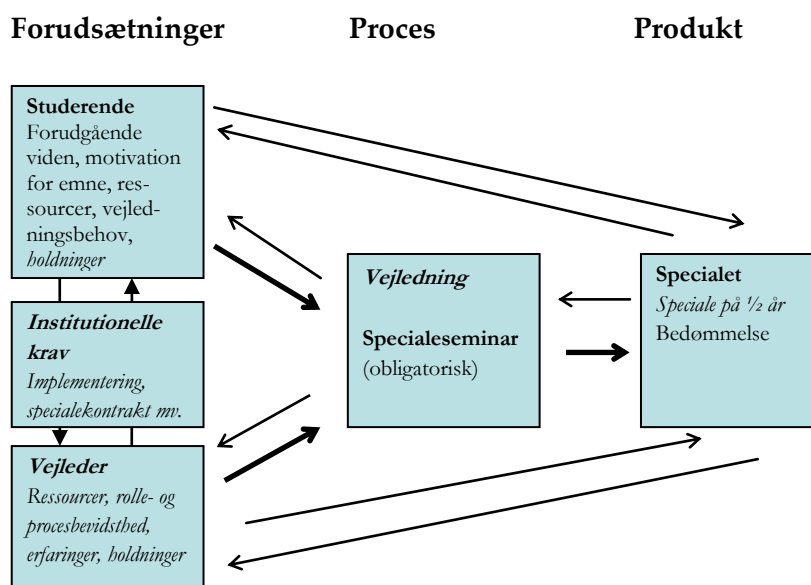 Forudsætninger Proces Produkt
Studerende
Forudgående
viden, motivation
for emne, res-
sourcer, vejled-
ningsbehov,
holdninger
Institutionelle
krav
Implementering,
specialekontrakt mv.
Vejleder
Ressourcer, rolle- og
procesbevidsthed,
erfaringer, holdninger
Vejledning
Specialeseminar
(obligatorisk)
Specialet
Speciale på ½ år
Bedømmelse